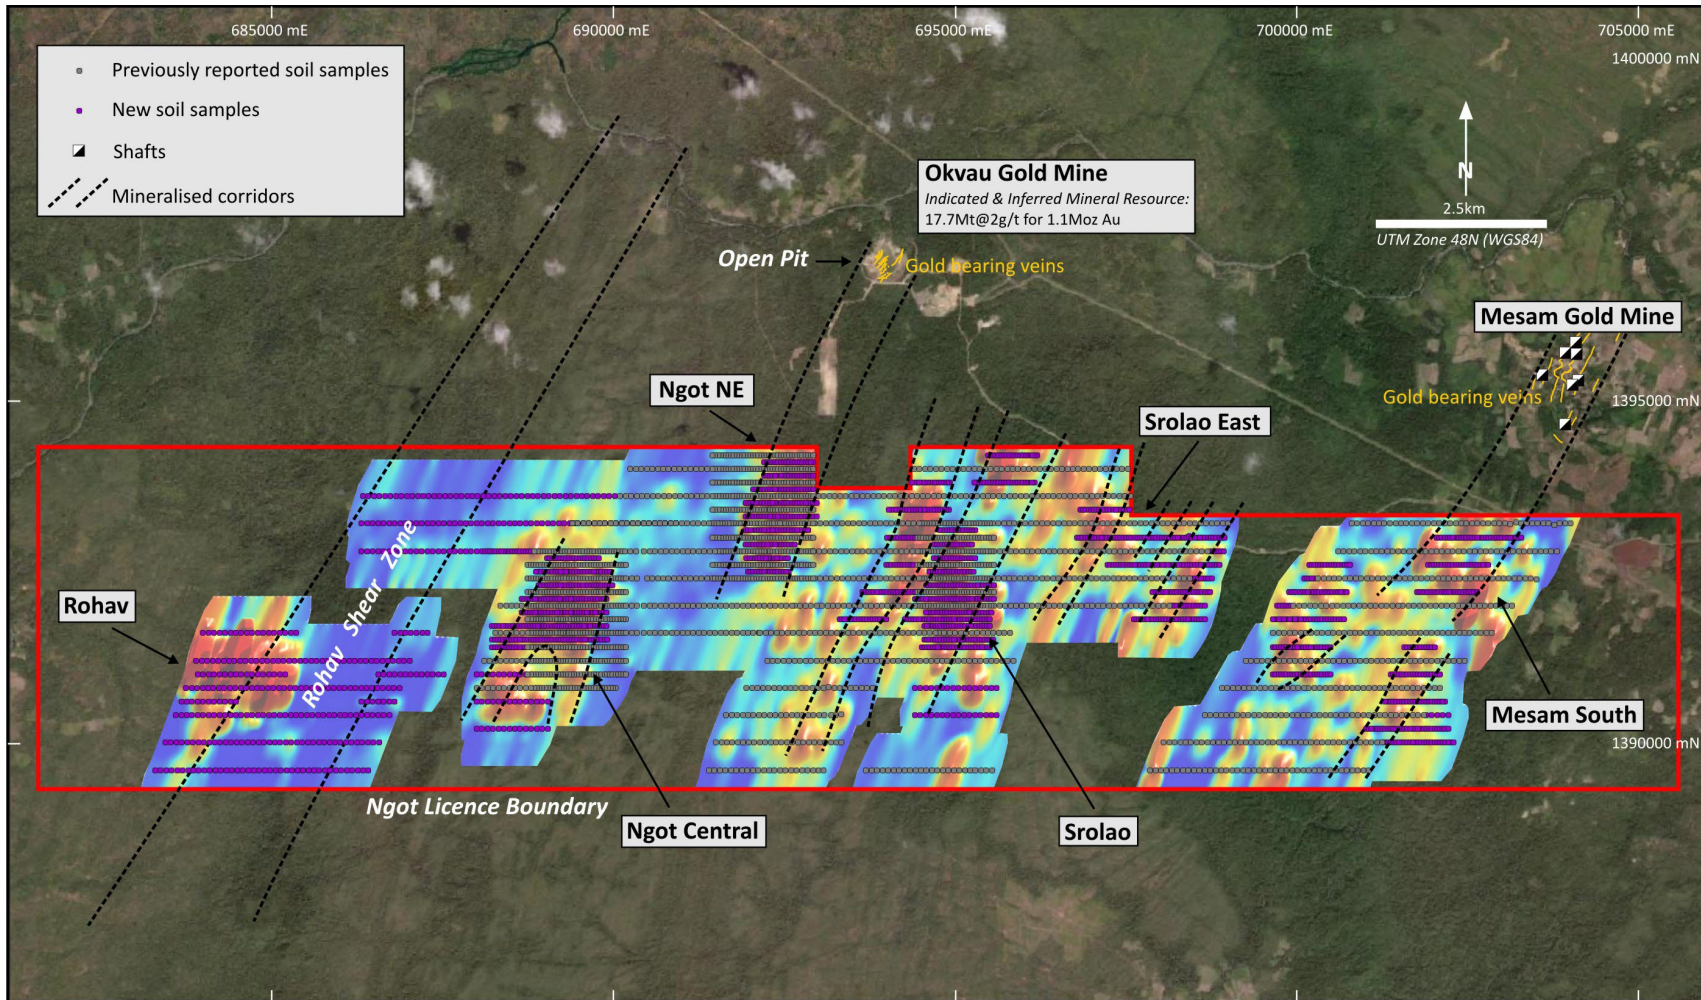 685000 mE
690000 mE
695000 mE
700000 mE
705000 mE
1400000 mN
Previously reported soil samples
New soil samples
Shafts
Mineralised corridors
Okvau Gold Mine
Indicated & Inferred Mineral Resource:
17.7Mt@2g/t for 1.1Moz Au
N
2.5km
UTM Zone 48N (WGS84)
Open Pit
Gold bearing veins
Mesam Gold Mine
Ngot NE
Gold bearing veins
1395000 mN
Srolao East
Rohav
Rohav Shear Zone
Mesam South
1390000 mN
Ngot Licence Boundary
Ngot Central
Srolao